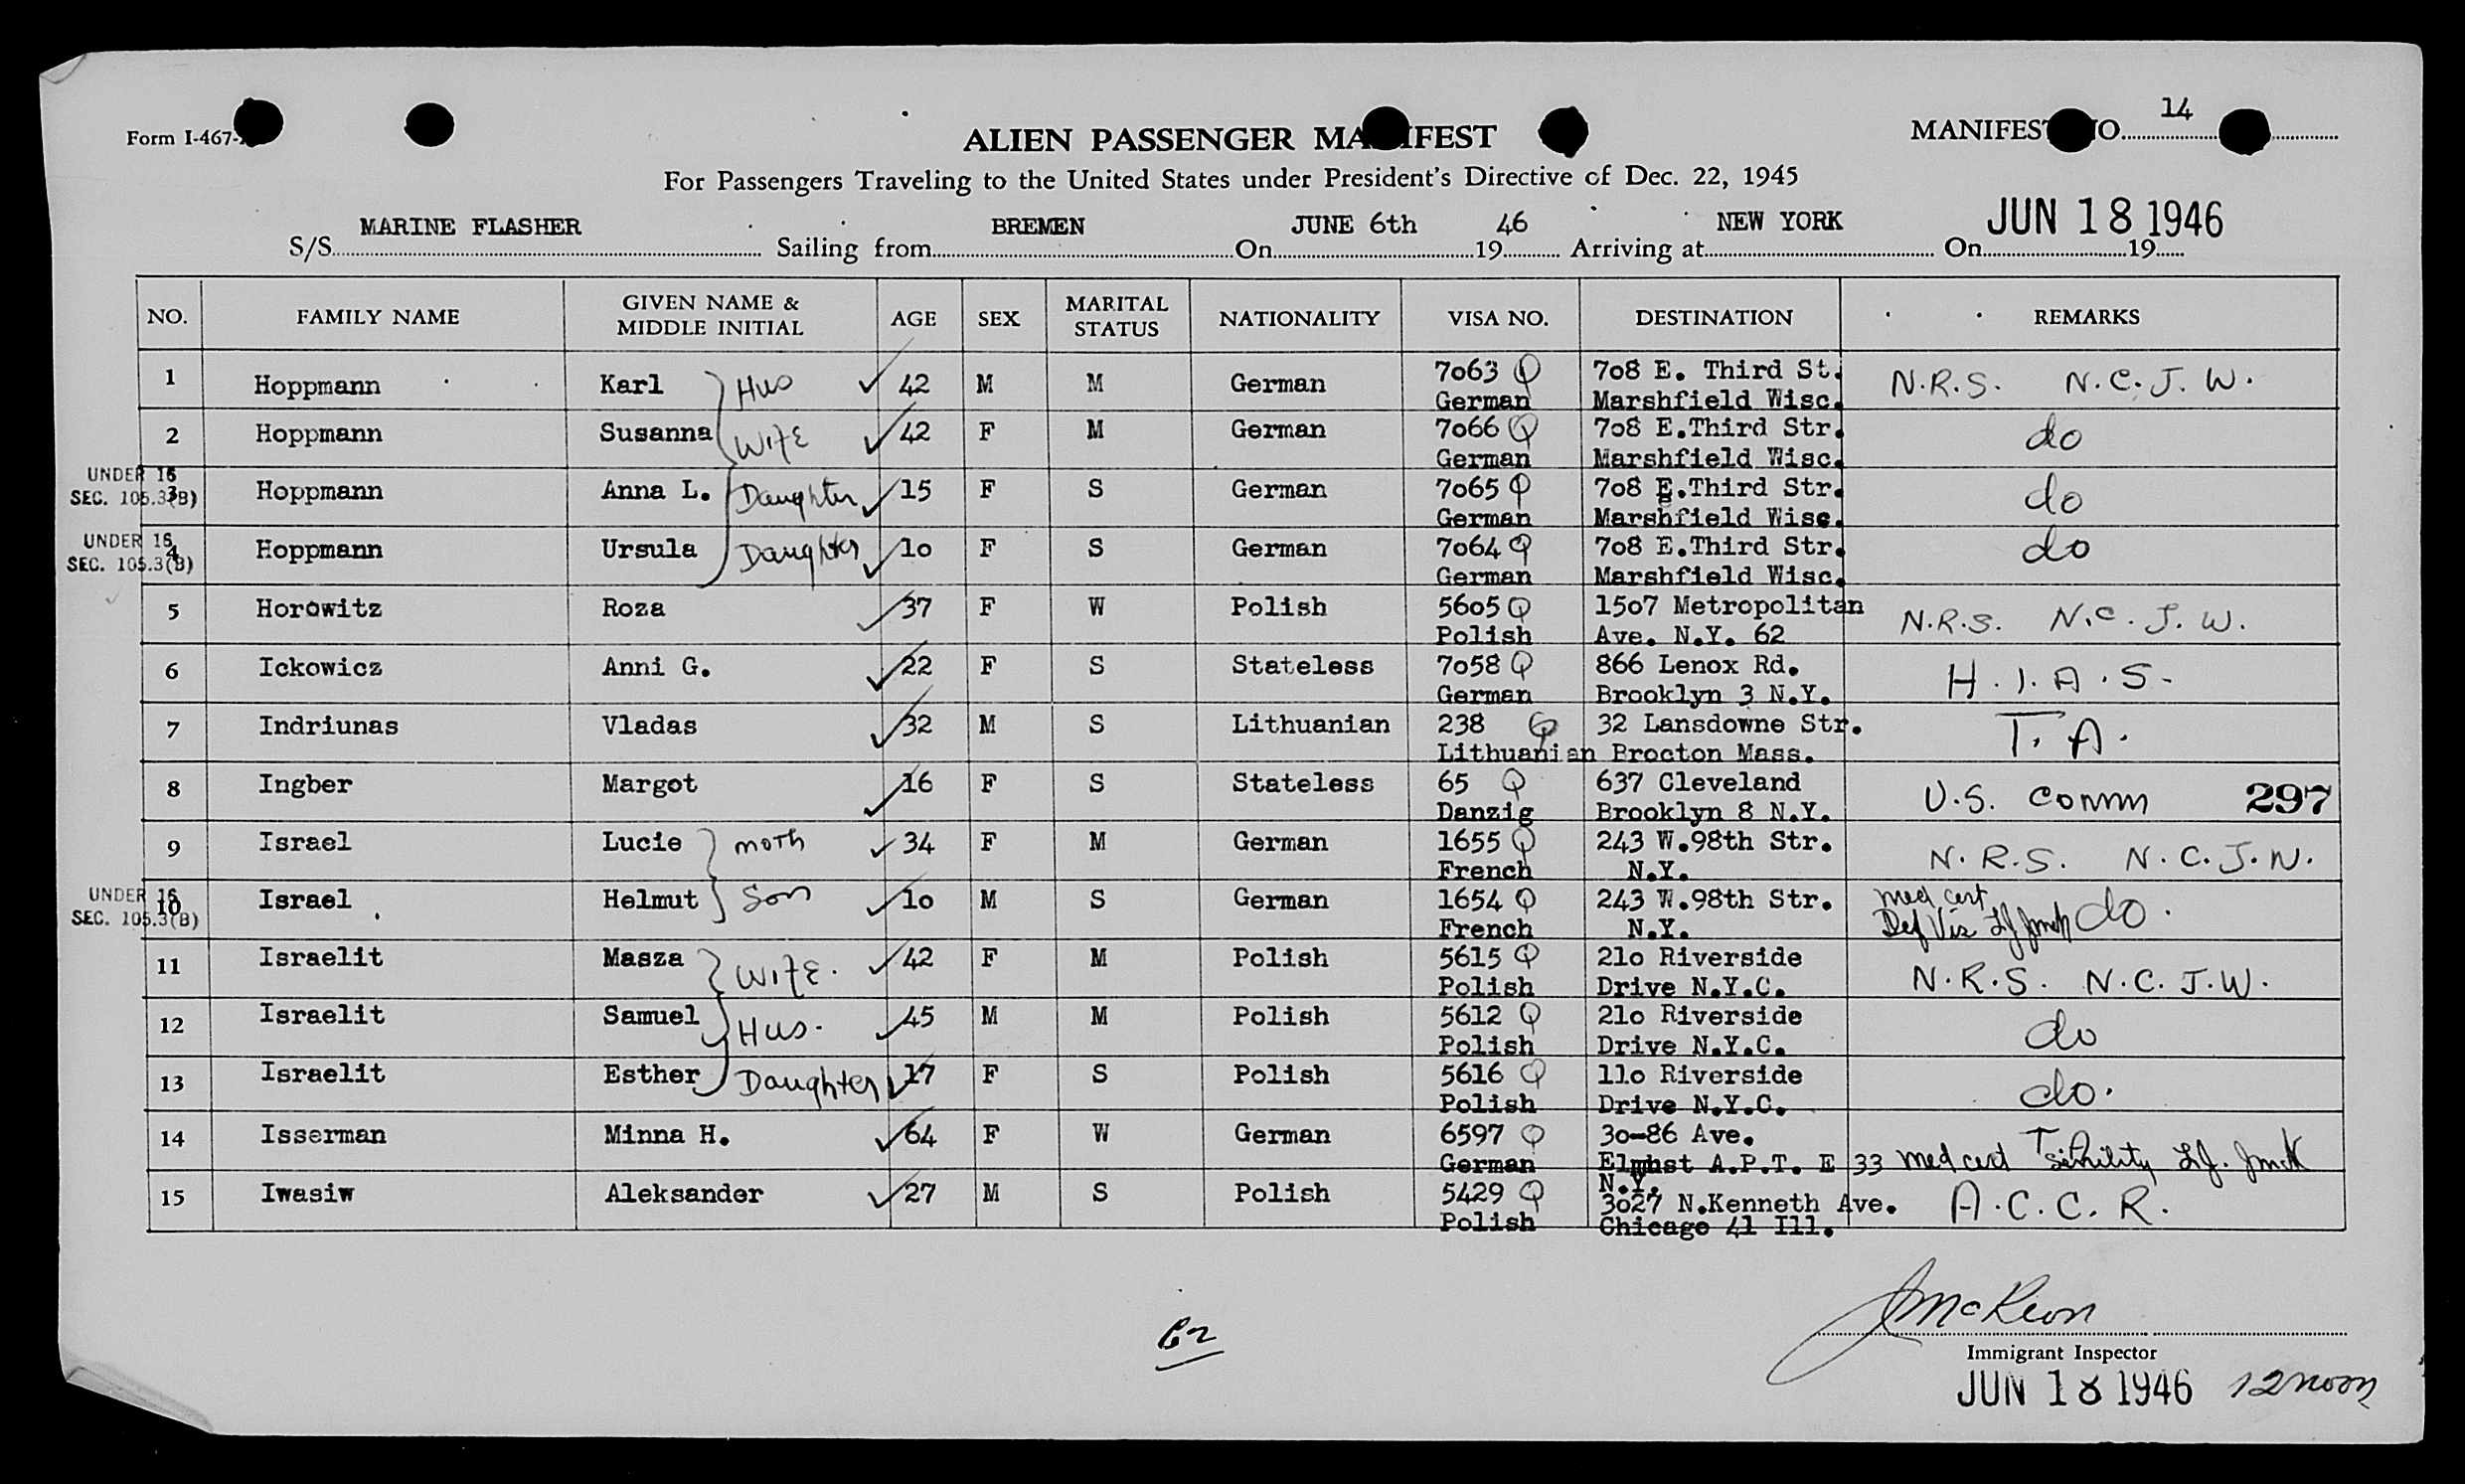 Form I-467-
ALIEN PASSENGER MANIFEST
MANIFEST NO. 14
For Passengers Traveling to the United States under President's Directive of Dec. 22, 1945
S/S MARINE FLASHER Sailing from BREMEN On JUNE 6th 1946 Arriving at NEW YORK On JUN 18 1946 19
NO. FAMILY NAME GIVEN NAME & MIDDLE INITIAL AGE SEX MARITAL STATUS NATIONALITY VISA NO. DESTINATION REMARKS
1 Hoppmann Karl Hus 42 M M German 7063 Q 708 E. Third St. N.R.S. N.C.J.W.
German Marshfield Wisc.
2 Hoppmann Susanna Wife 42 F M German 7066 Q 708 E.Third Str. do
German Marshfield Wisc.
UNDER 16
SEC. 105.3(B)
3 Hoppmann Anna L. Daughter 15 F S German 7065 Q 708 E.Third Str. do
German Marshfield Wisc.
UNDER 16
SEC. 105.3(B)
4 Hoppmann Ursula Daughter 1o F S German 7064 Q 708 E.Third Str. do
German Marshfield Wisc.
5 Horowitz Roza 37 F W Polish 5605 Q 15o7 Metropolitan N.R.S. N.C.J.W.
Polish Ave. N.Y. 62
6 Ickowicz Anni G. 22 F S Stateless 7058 Q 866 Lenox Rd. H.I.A.S.
German Brooklyn 3 N.Y.
7 Indriunas Vladas 32 M S Lithuanian 238 Q 32 Lansdowne Str. T.A.
Lithuanian Brocton Mass.
8 Ingber Margot 16 F S Stateless 65 Q 637 Cleveland U.S. Comm 297
Danzig Brooklyn 8 N.Y.
9 Israel Lucie moth 34 F M German 1655 Q 243 W.98th Str. N.R.S. N.C.J.W.
French N.Y.
UNDER 16
SEC. 105.3(B)
10 Israel Helmut Son 1o M S German 1654 Q 243 W.98th Str. med cert do.
French N.Y. Def Vis
11 Israelit Masza Wife. 42 F M Polish 5615 Q 21o Riverside N.R.S. N.C.J.W.
Polish Drive N.Y.C.
12 Israelit Samuel Hus. 45 M M Polish 5612 Q 21o Riverside do
Polish Drive N.Y.C.
13 Israelit Esther Daughter 17 F S Polish 5616 Q 11o Riverside do.
Polish Drive N.Y.C.
14 Isserman Minna H. 64 F W German 6597 Q 3o-86 Ave.
German Elmhst A.P.T. E 33 med cert
N.Y.
15 Iwasiw Aleksander 27 M S Polish 5429 Q 3o27 N.Kenneth Ave. A.C.C.R.
Polish Chicago 41 Ill.
JMcKeon
Immigrant Inspector
JUN 18 1946 12 noon